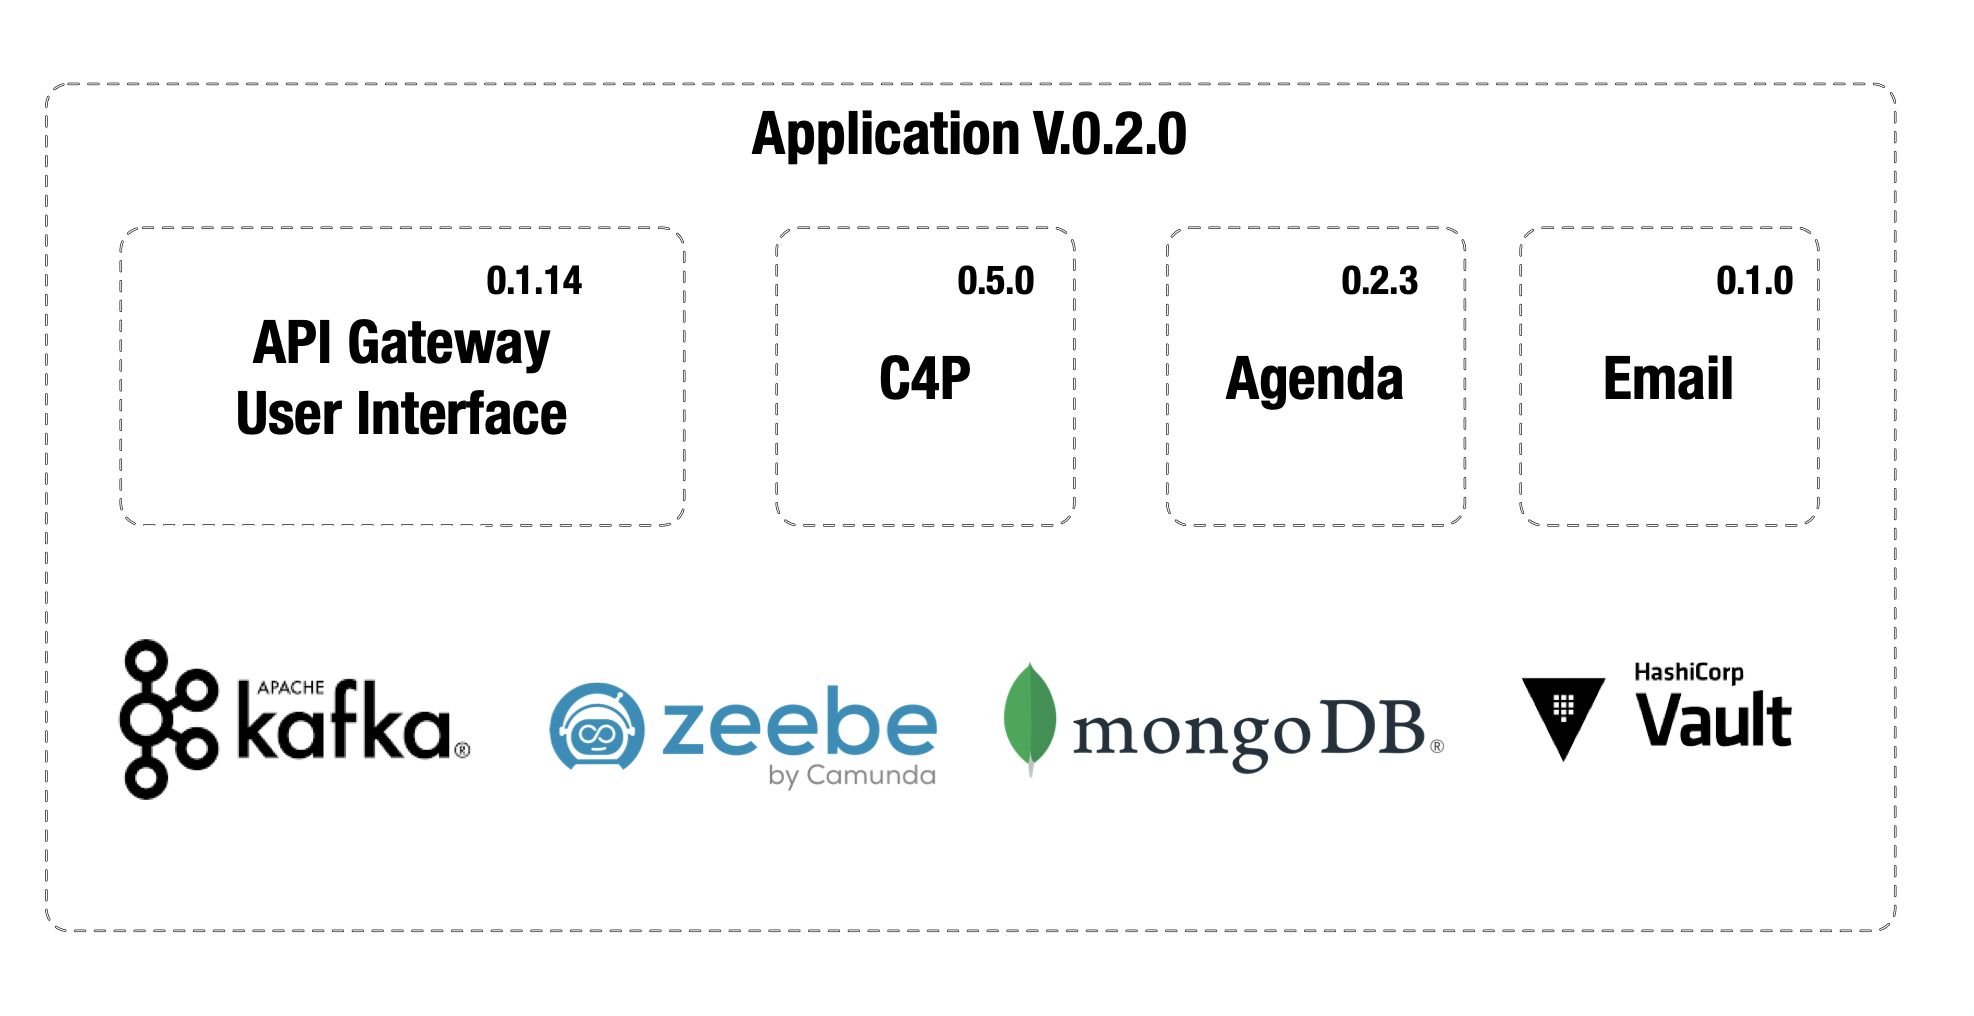 Application V.0.2.0
0.1.14
API Gateway
User Interface
0.5.0
C4P
0.2.3
Agenda
0.1.0
Email
APACHE
kafka®
zeebe
by Camunda
mongoDB®
HashiCorp
Vault